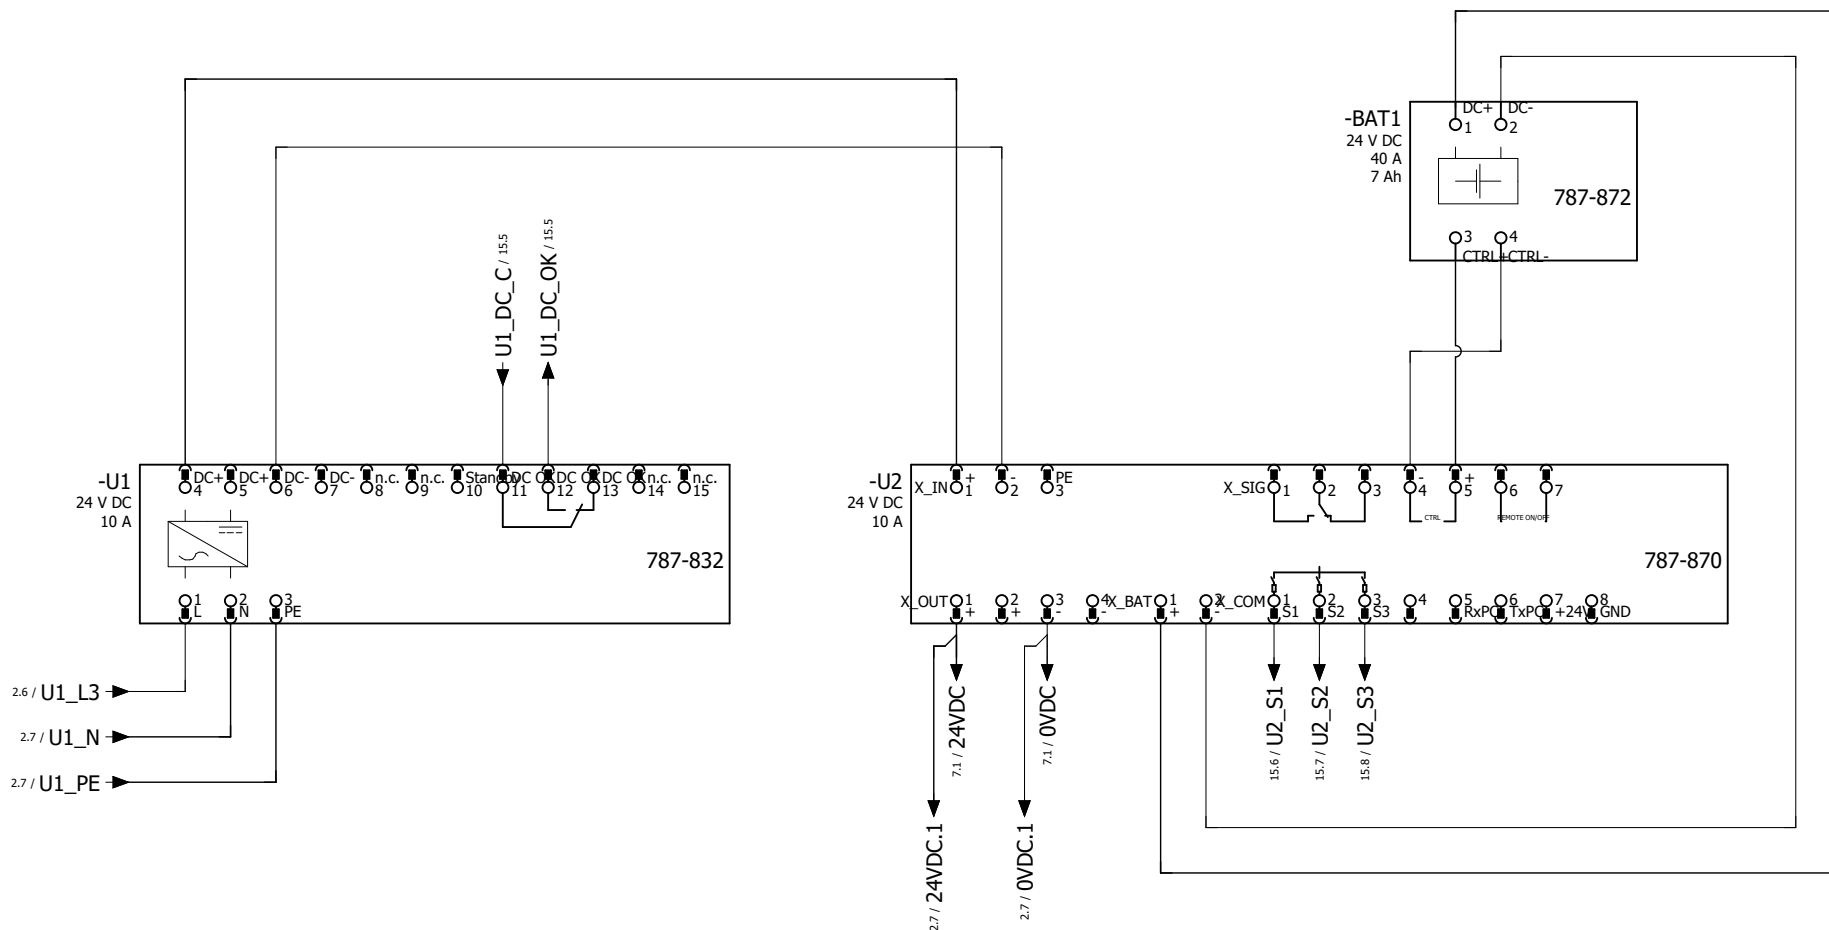 DC+ DC-
1 2
-BAT1
24 V DC
40 A
7 Ah
787-872
3 4
CTRL+ CTRL-
U1_DC_C / 15.5
U1_DC_OK / 15.5
-U1
24 V DC
10 A
DC+ DC+ DC- DC- n.c. n.c. Standby DC OK DC OK DC OK n.c. n.c.
4 5 6 7 8 9 10 11 12 13 14 15
787-832
1 2 3
L N PE
2.6 / U1_L3
2.7 / U1_N
2.7 / U1_PE
-U2
24 V DC
10 A
X_IN + - PE
1 2 3
X_SIG - +
1 2 3 4 5 6 7
CTRL REMOTE ON/OFF
787-870
X_OUT 1 2 3 4 X_BAT 1 2 X_COM 1 2 3 4 5 6 7 8
+ + - - + - S1 S2 S3 RxPC TxPC +24V GND
7.1 / 24VDC
7.1 / 0VDC
2.7 / 24VDC.1
2.7 / 0VDC.1
15.6 / U2_S1
15.7 / U2_S2
15.8 / U2_S3